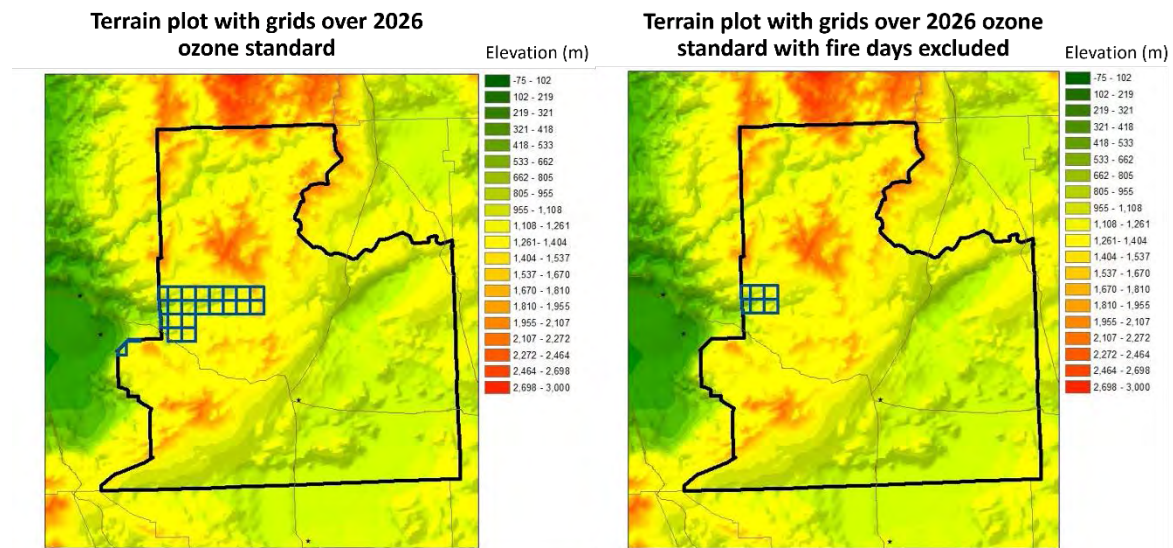 Terrain plot with grids over 2026
ozone standard
Elevation (m)
-75 - 102
102 - 219
219 - 321
321 - 418
418 - 533
533 - 662
662 - 805
805 - 955
955 - 1,108
1,108 - 1,261
1,261- 1,404
1,404 - 1,537
1,537 - 1,670
1,670 - 1,810
1,810 - 1,955
1,955 - 2,107
2,107 - 2,272
2,272 - 2,464
2,464 - 2,698
2,698 - 3,000
Terrain plot with grids over 2026 ozone
standard with fire days excluded
Elevation (m)
-75 - 102
102 - 219
219 - 321
321 - 418
418 - 533
533 - 662
662 - 805
805 - 955
955 - 1,108
1,108 - 1,261
1,261- 1,404
1,404 - 1,537
1,537 - 1,670
1,670 - 1,810
1,810 - 1,955
1,955 - 2,107
2,107 - 2,272
2,272 - 2,464
2,464 - 2,698
2,698 - 3,000